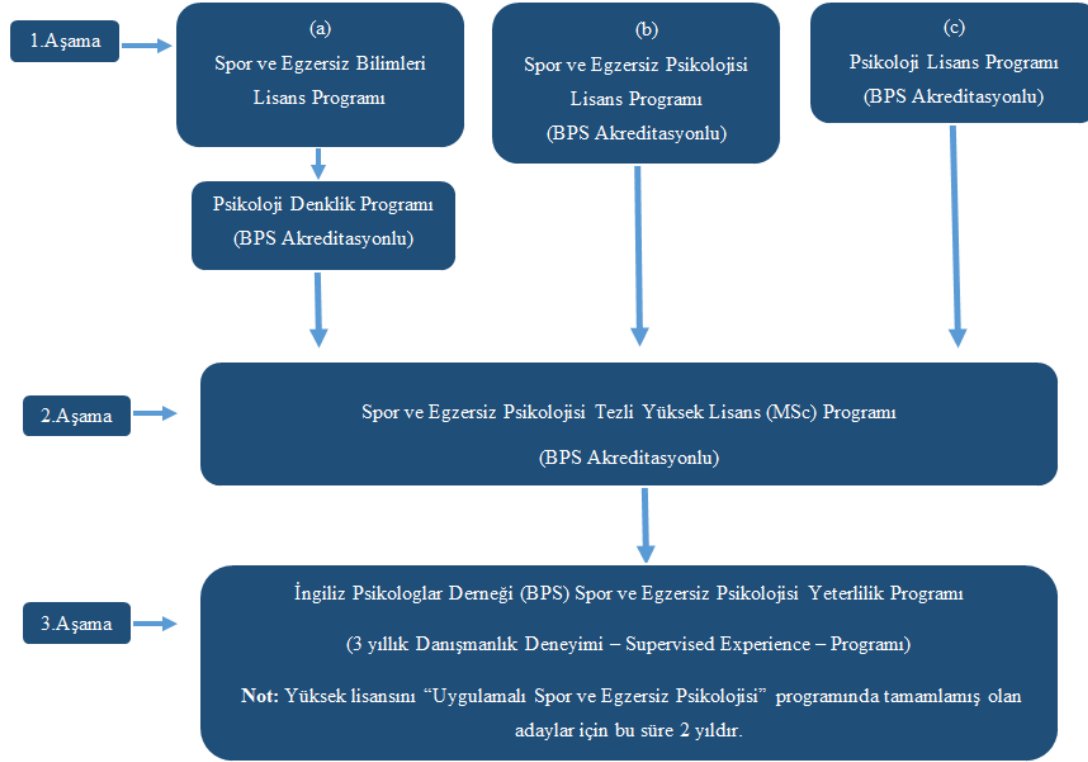 1.Aşama
(a)
Spor ve Egzersiz Bilimleri
Lisans Programı
(b)
Spor ve Egzersiz Psikolojisi
Lisans Programı
(BPS Akreditasyonlu)
(c)
Psikoloji Lisans Programı
(BPS Akreditasyonlu)
Psikoloji Denklik Programı
(BPS Akreditasyonlu)
2.Aşama
Spor ve Egzersiz Psikolojisi Tezli Yüksek Lisans (MSc) Programı
(BPS Akreditasyonlu)
3.Aşama
İngiliz Psikologlar Derneği (BPS) Spor ve Egzersiz Psikolojisi Yeterlilik Programı
(3 yıllık Danışmanlık Deneyimi – Supervised Experience – Programı)
Not: Yüksek lisansını “Uygulamalı Spor ve Egzersiz Psikolojisi” programında tamamlamış olan
adaylar için bu süre 2 yıldır.